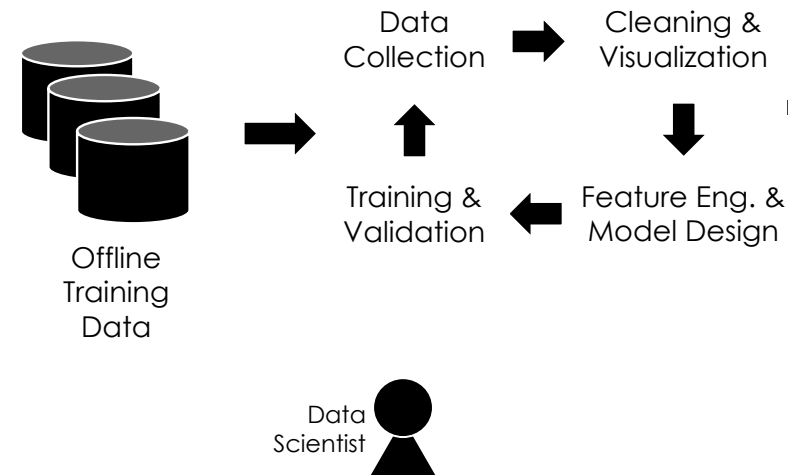 Data
Collection
Cleaning &
Visualization
Training &
Validation
Feature Eng. &
Model Design
Offline
Training
Data
Data
Scientist